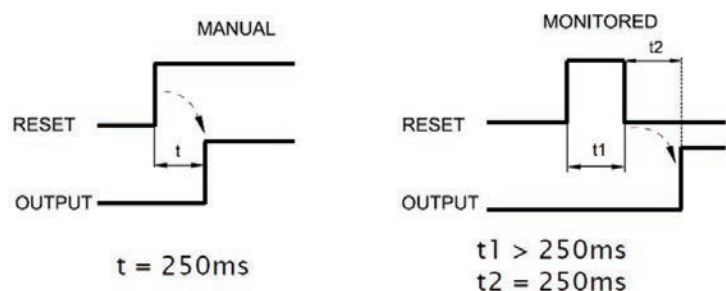 MANUAL
RESET
t
OUTPUT
t = 250ms
MONITORED
t2
RESET
t1
OUTPUT
t1 > 250ms
t2 = 250ms